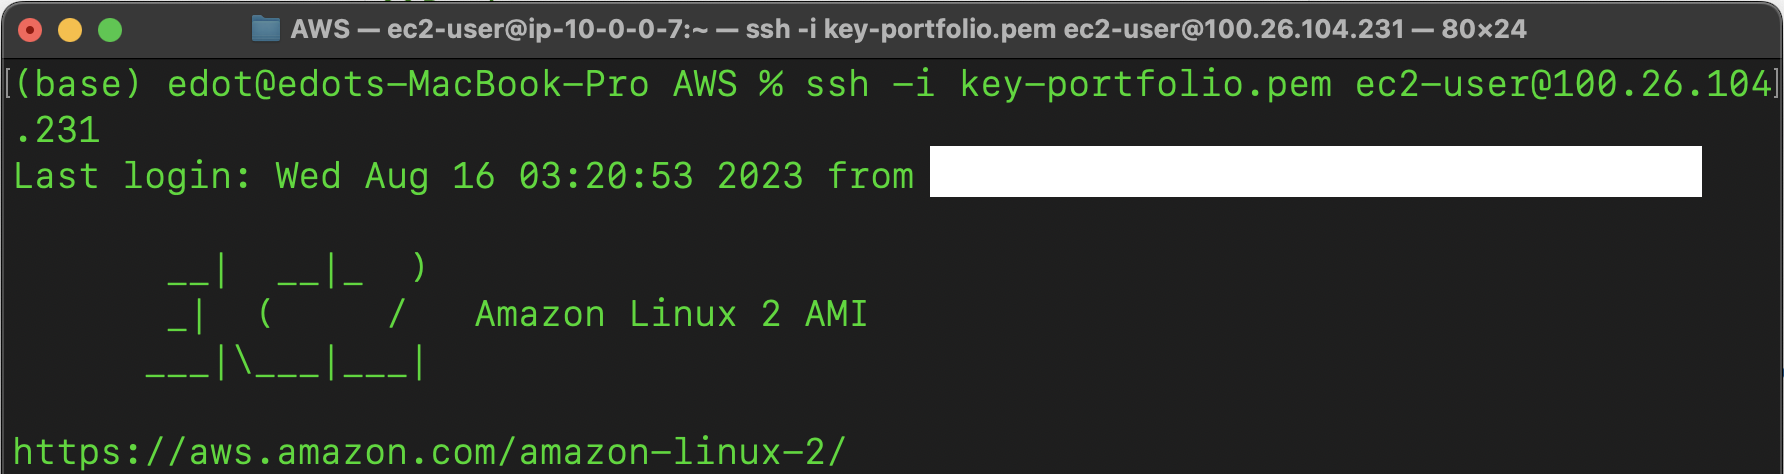 AWS — ec2-user@ip-10-0-0-7:~ — ssh -i key-portfolio.pem ec2-user@100.26.104.231 — 80×24
(base) edot@edots-MacBook-Pro AWS % ssh -i key-portfolio.pem ec2-user@100.26.104
.231
Last login: Wed Aug 16 03:20:53 2023 from

       __|  __|_  )
       _|  (     /   Amazon Linux 2 AMI
      ___|\___|___|

https://aws.amazon.com/amazon-linux-2/